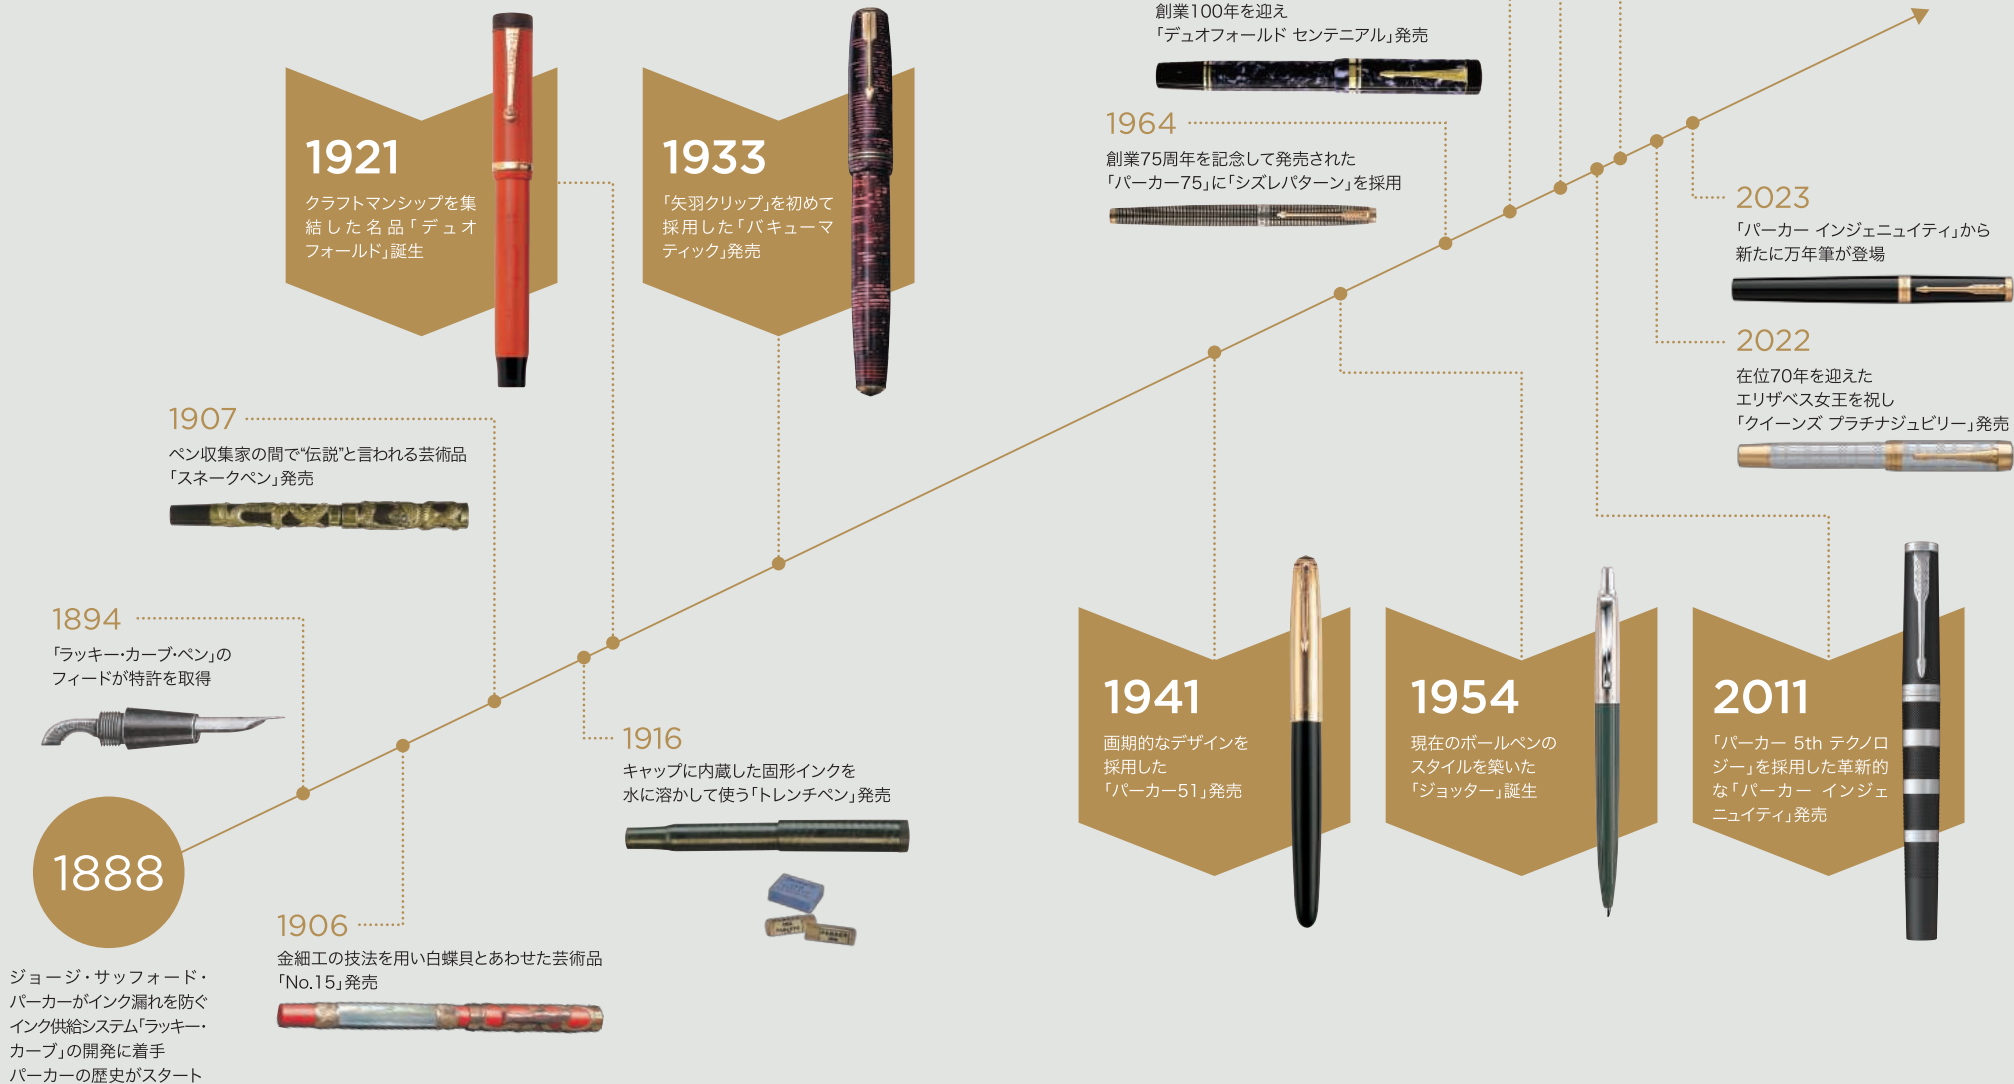 1888
ジョージ・サッフォード・
パーカーがインク漏れを防ぐ
インク供給システム「ラッキー・
カーブ」の開発に着手
パーカーの歴史がスタート
1894
「ラッキー・カーブ・ペン」の
フィードが特許を取得
1906
金細工の技法を用い白蝶貝とあわせた芸術品
「No.15」発売
1907
ペン収集家の間で“伝説”と言われる芸術品
「スネークペン」発売
1916
キャップに内蔵した固形インクを
水に溶かして使う「トレンチペン」発売
1921
クラフトマンシップを集
結した名品「デュオ
フォールド」誕生
1933
「矢羽クリップ」を初めて
採用した「バキューマ
ティック」発売
1941
画期的なデザインを
採用した
「パーカー51」発売
1954
現在のボールペンの
スタイルを築いた
「ジョッター」誕生
1964
創業75周年を記念して発売された
「パーカー75」に「シズレパターン」を採用
創業100年を迎え
「デュオフォールド センテニアル」発売
2011
「パーカー 5th テクノロ
ジー」を採用した革新的
な「パーカー インジェ
ニュイティ」発売
2022
在位70年を迎えた
エリザベス女王を祝し
「クイーンズ プラチナジュビリー」発売
2023
「パーカー インジェニュイティ」から
新たに万年筆が登場